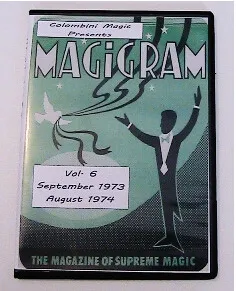 Colombini Magic
Presents
MAGiGRAM
Vol- 6
September 1973
August 1974
THE MAGAZINE OF SUPREME MAGIC